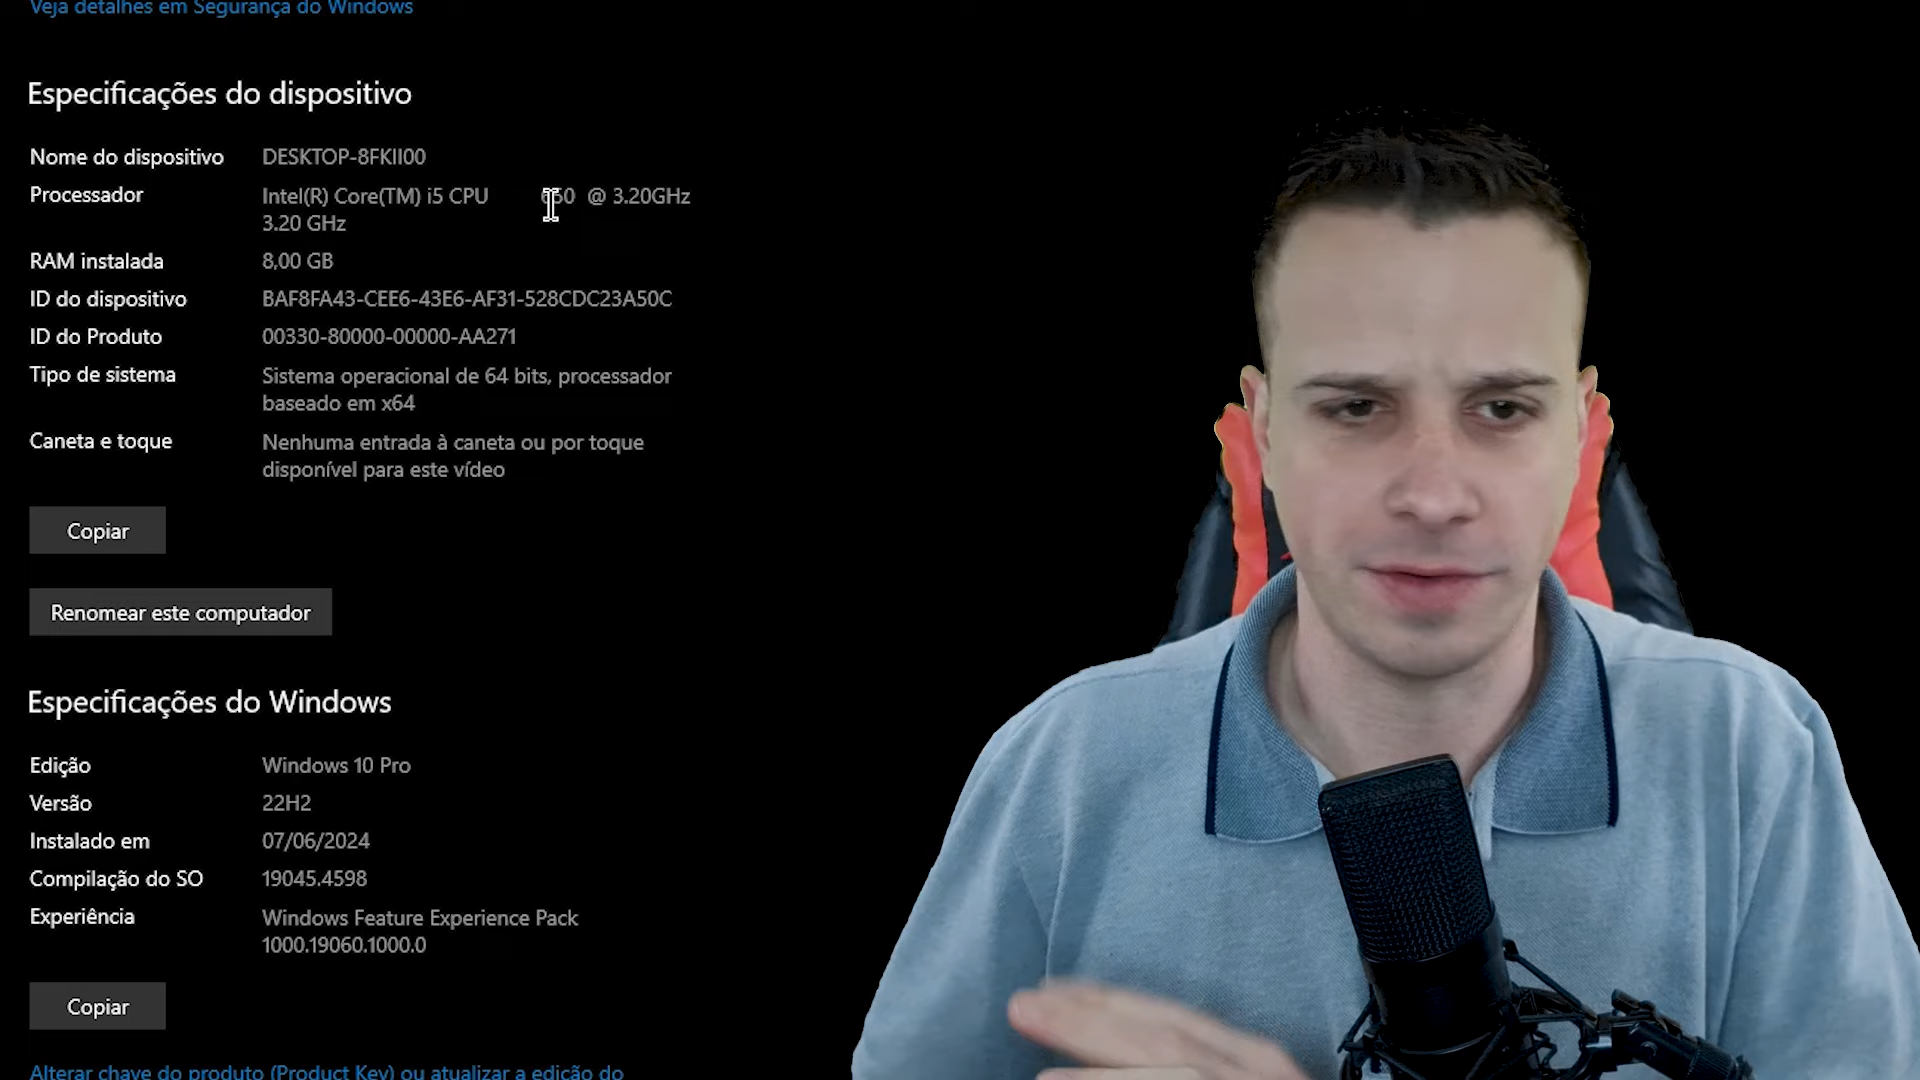 Veja detalhes em Segurança do Windows
Especificações do dispositivo
Nome do dispositivo DESKTOP-8FKII00
Processador Intel(R) Core(TM) i5 CPU 650 @ 3.20GHz
3.20 GHz
RAM instalada 8,00 GB
ID do dispositivo BAF8FA43-CEE6-43E6-AF31-528CDC23A50C
ID do Produto 00330-80000-00000-AA271
Tipo de sistema Sistema operacional de 64 bits, processador
baseado em x64
Caneta e toque Nenhuma entrada à caneta ou por toque
disponível para este vídeo
Copiar
Renomear este computador
Especificações do Windows
Edição Windows 10 Pro
Versão 22H2
Instalado em 07/06/2024
Compilação do SO 19045.4598
Experiência Windows Feature Experience Pack
1000.19060.1000.0
Copiar
Alterar chave do produto (Product Key) ou atualizar a edição do